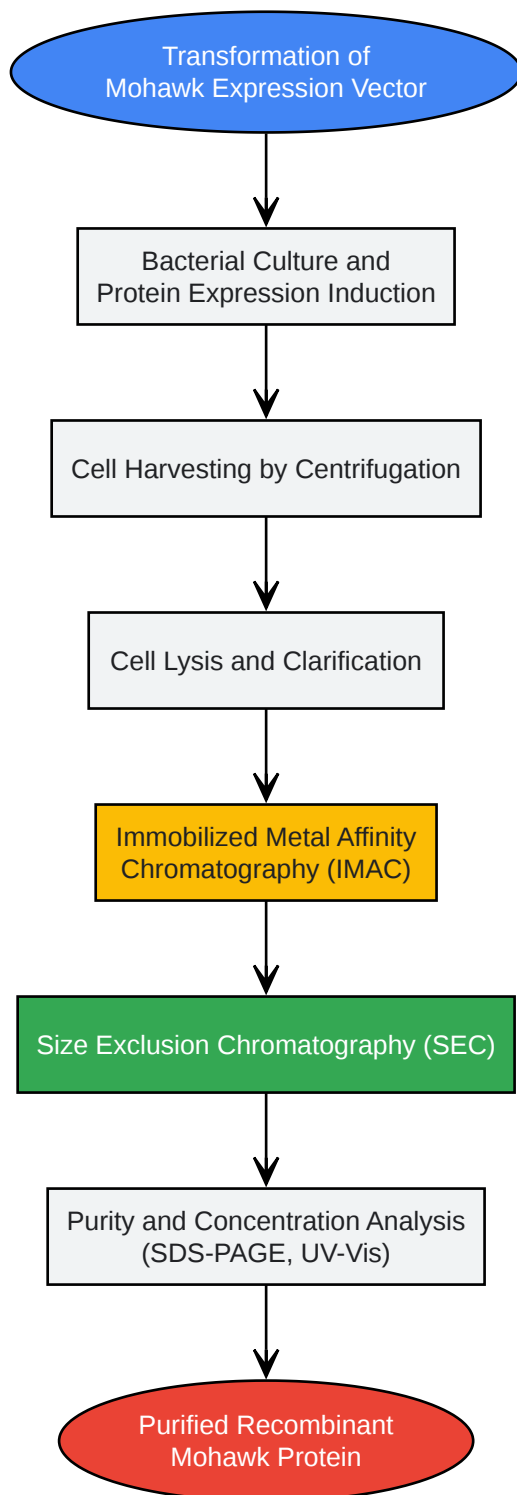 Transformation of
Mohawk Expression Vector
Bacterial Culture and
Protein Expression Induction
Cell Harvesting by Centrifugation
Cell Lysis and Clarification
Immobilized Metal Affinity
Chromatography (IMAC)
Size Exclusion Chromatography (SEC)
Purity and Concentration Analysis
(SDS-PAGE, UV-Vis)
Purified Recombinant
Mohawk Protein